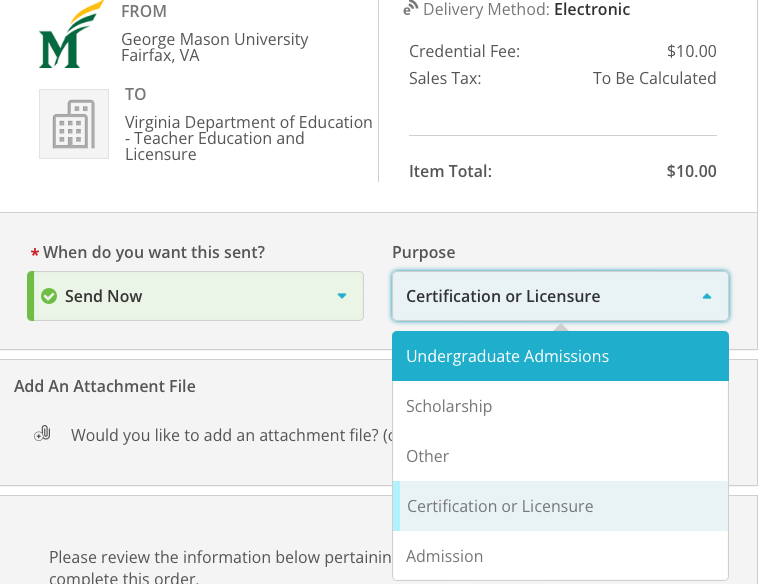 FROM
George Mason University
Fairfax, VA
TO
Virginia Department of Education
- Teacher Education and
Licensure
Delivery Method: Electronic
Credential Fee: $10.00
Sales Tax: To Be Calculated
Item Total: $10.00
* When do you want this sent?
Send Now
Purpose
Certification or Licensure
Undergraduate Admissions
Scholarship
Other
Certification or Licensure
Admission
Add An Attachment File
Would you like to add an attachment file? (
Please review the information below
complete this order.